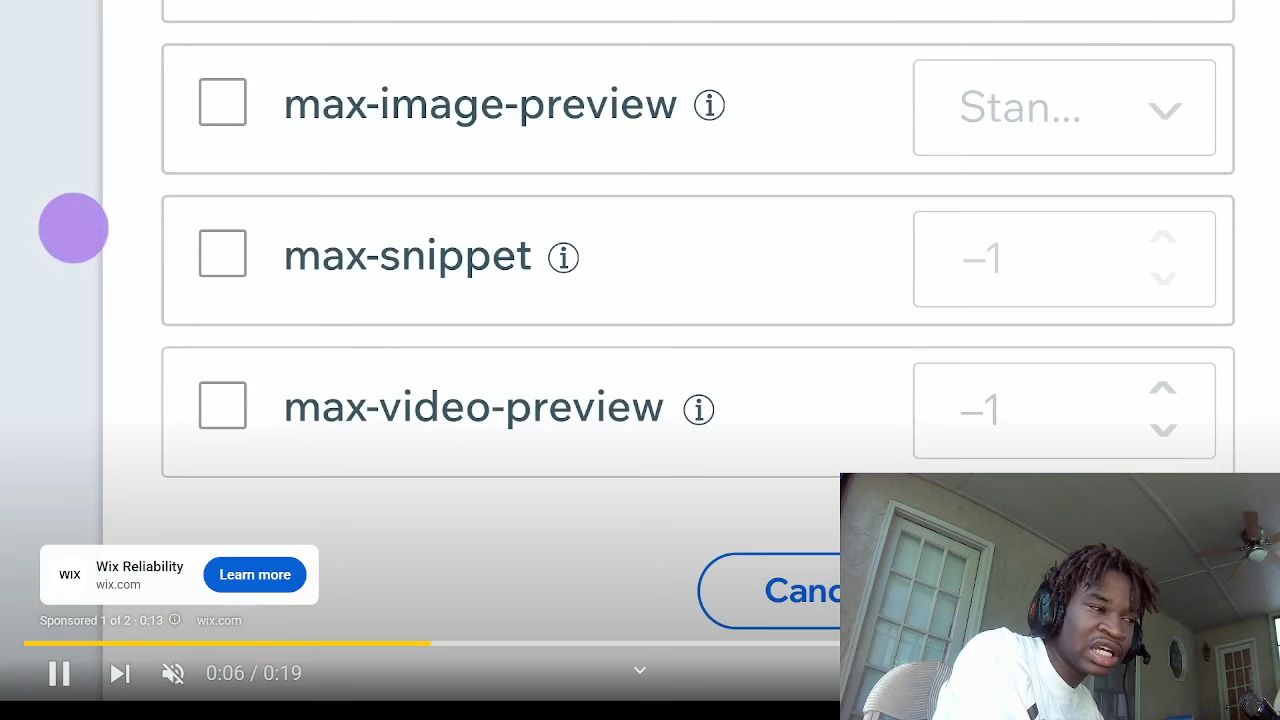 max-image-preview
Stan...
max-snippet
–1
max-video-preview
–1
Canc
WIX
Wix Reliability
wix.com
Learn more
Sponsored 1 of 2 · 0:13
wix.com
0:06 / 0:19